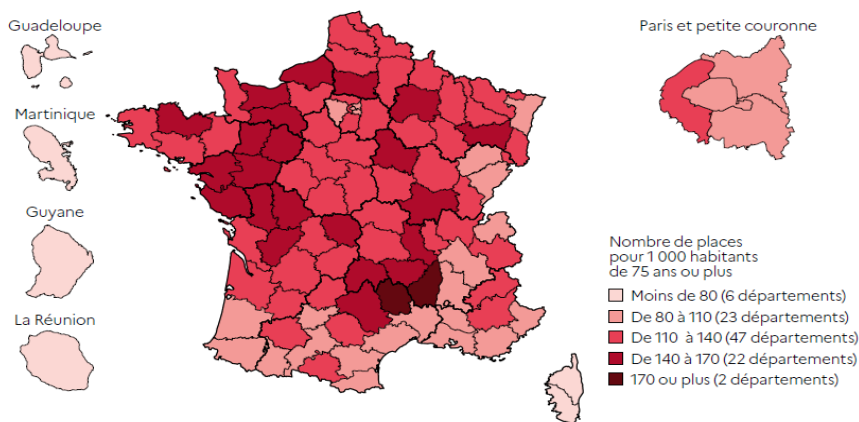 Guadeloupe
Martinique
Guyane
La Réunion
Paris et petite couronne
Nombre de places
pour 1 000 habitants
de 75 ans ou plus
Moins de 80 (6 départements)
De 80 à 110 (23 départements)
De 110 à 140 (47 départements)
De 140 à 170 (22 départements)
170 ou plus (2 départements)